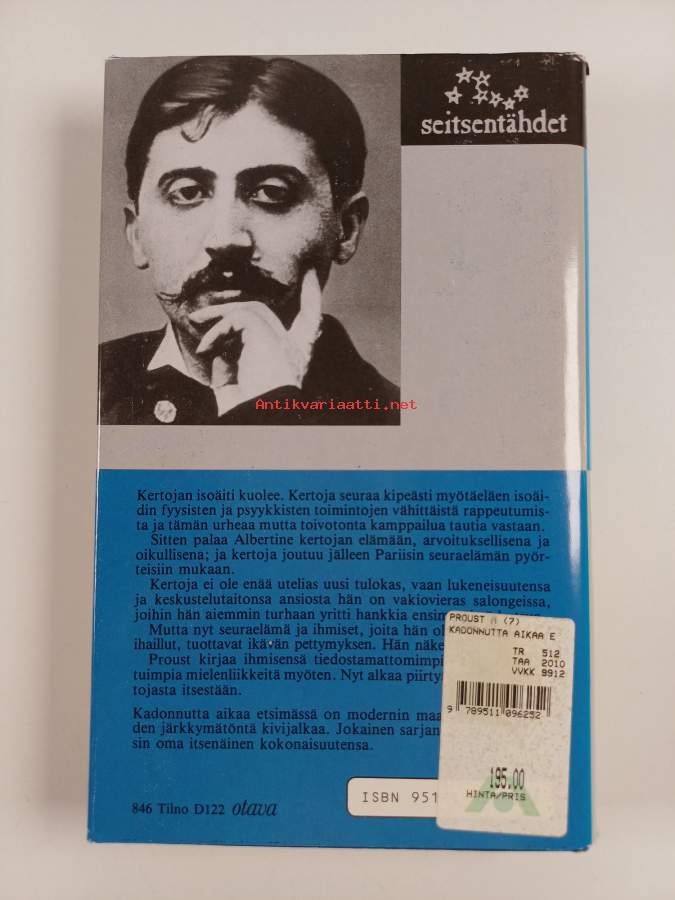 seitsentähdet
Antikvariaatti.net
Kertojan isoäiti kuolee. Kertoja seuraa kipeästi myötäeläen isoäi-
din fyysisten ja psyykkisten toimintojen vähittäistä rappeutumis-
ta ja tämän urheaa mutta toivotonta kamppailua tautia vastaan.
Sitten palaa Albertine kertojan elämään, arvoituksellisena ja
oikullisena; ja kertoja joutuu jälleen Pariisin seuraelämän pyör-
teisiin mukaan.
Kertoja ei ole enää utelias uusi tulokas, vaan lukeneisuutensa
ja keskustelutaitonsa ansiosta hän on vakiovieras salongeissa,
joihin hän aiemmin turhaan yritti hankkia
Mutta nyt seuraelämä ja ihmiset, joita hän
ihaillut, tuottavat ikävän pettymyksen. Hän
Proust kirjaa ihmisensä
tuimpia mielenliikkeitä myöten. Nyt alkaa
tojasta itsestään.
Kadonnutta aikaa etsimässä on modernin
den järkkymätöntä kivijalkaa. Jokainen
sin oma itsenäinen kokonaisuutensa.
PROUST M (7)
KADONNUTTA AIKAA E
TR 512
TAA 2010
VVKK 9912
9 789511 096252
195.00
HINTA/PRIS
ISBN 951
846 Tilno D122 otava